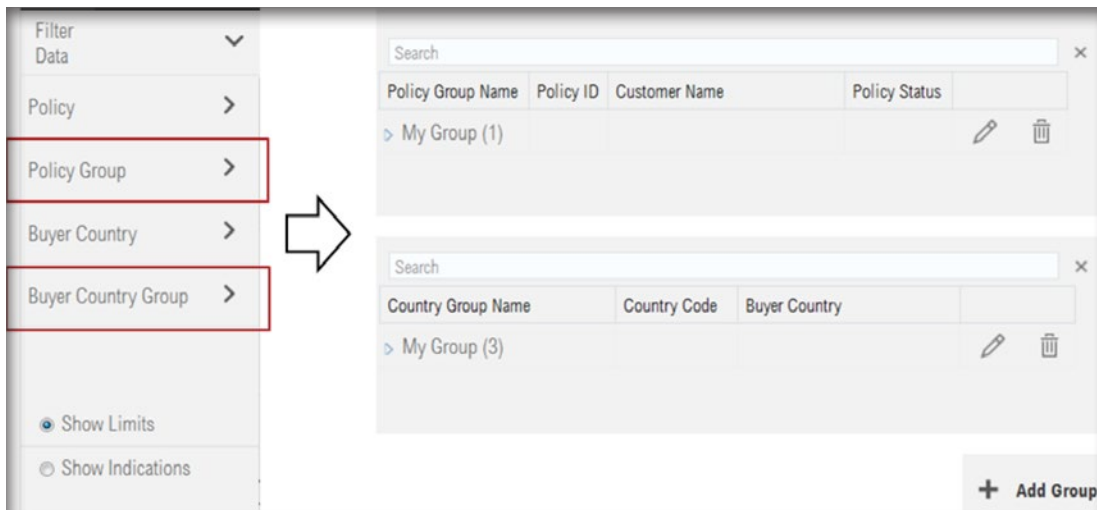 Filter
Data
Policy
Policy Group
Buyer Country
Buyer Country Group
Show Limits
Show Indications
Search
Policy Group Name Policy ID Customer Name Policy Status
My Group (1)
Search
Country Group Name Country Code Buyer Country
My Group (3)
+ Add Group